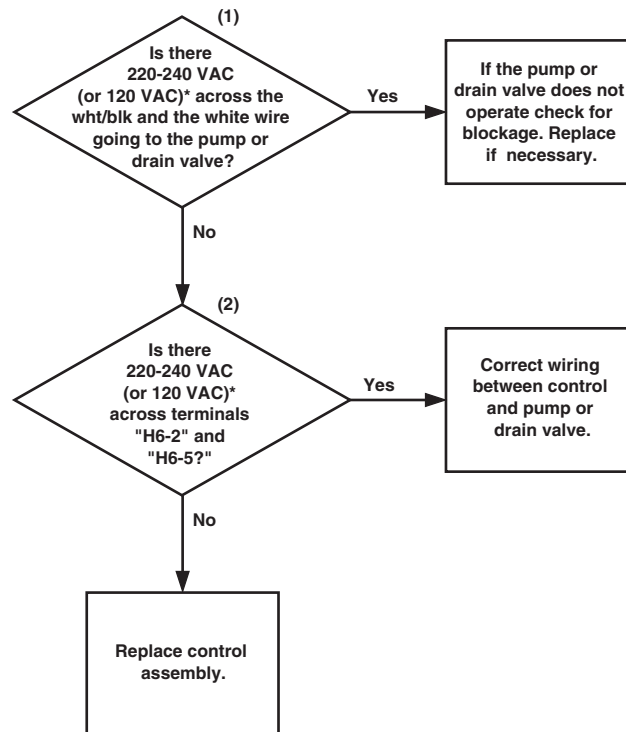 (1)
Is there
220-240 VAC
(or 120 VAC)* across the
wht/blk and the white wire
going to the pump or
drain valve?
Yes
If the pump or
drain valve does not
operate check for
blockage. Replace
if necessary.
No
(2)
Is there
220-240 VAC
(or 120 VAC)*
across terminals
"H6-2" and
"H6-5?"
Yes
Correct wiring
between control
and pump or
drain valve.
No
Replace control
assembly.